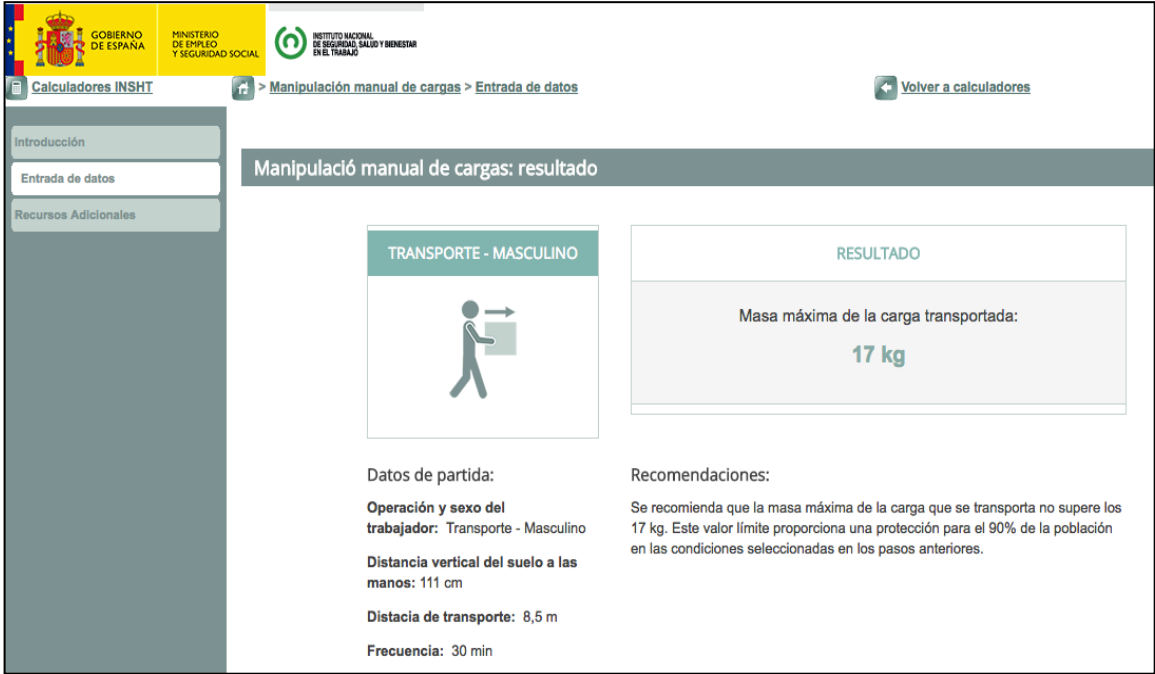 GOBIERNO
DE ESPAÑA
MINISTERIO
DE EMPLEO
Y SEGURIDAD SOCIAL
INSTITUTO NACIONAL
DE SEGURIDAD, SALUD Y BIENESTAR
EN EL TRABAJO
Calculadores INSHT
> Manipulación manual de cargas > Entrada de datos
Volver a calculadores
Introducción
Entrada de datos
Recursos Adicionales
Manipulació manual de cargas: resultado
TRANSPORTE - MASCULINO
RESULTADO
Masa máxima de la carga transportada:
17 kg
Datos de partida:
Operación y sexo del
trabajador: Transporte - Masculino
Distancia vertical del suelo a las
manos: 111 cm
Distacia de transporte: 8,5 m
Frecuencia: 30 min
Recomendaciones:
Se recomienda que la masa máxima de la carga que se transporta no supere los
17 kg. Este valor límite proporciona una protección para el 90% de la población
en las condiciones seleccionadas en los pasos anteriores.